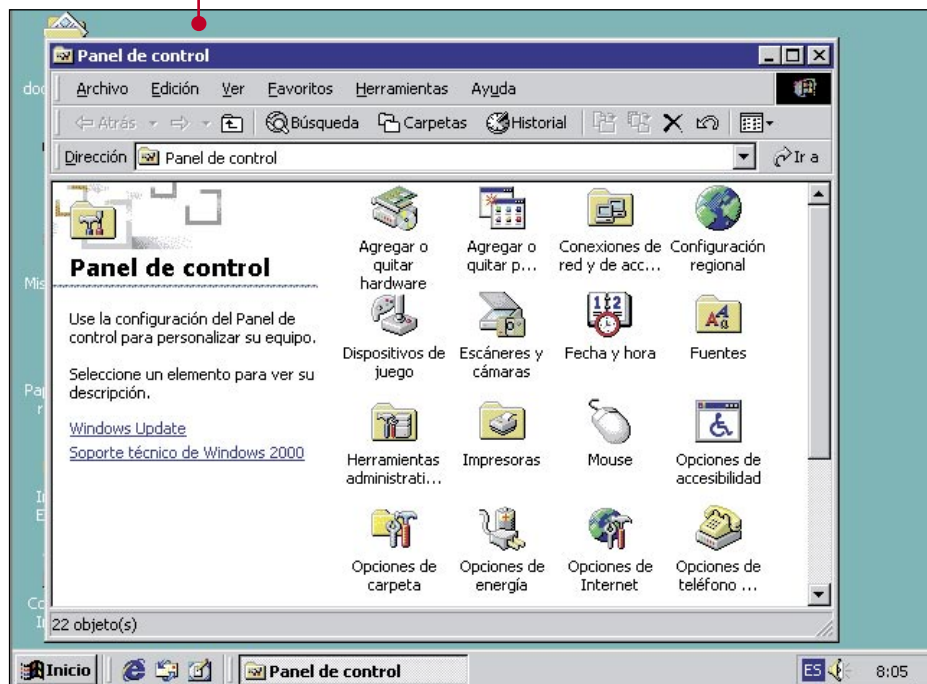 Panel de control
Archivo Edición Ver Favoritos Herramientas Ayuda
Atrás Búsqueda Carpetas Historial
Dirección Panel de control Ir a
Panel de control
Use la configuración del Panel de
control para personalizar su equipo.
Seleccione un elemento para ver su
descripción.
Windows Update
Soporte técnico de Windows 2000
Agregar o
quitar
hardware
Agregar o
quitar p...
Conexiones de
red y de acc...
Configuración
regional
Dispositivos de
juego
Escáneres y
cámaras
Fecha y hora
Fuentes
Herramientas
administrati...
Impresoras
Mouse
Opciones de
accesibilidad
Opciones de
carpeta
Opciones de
energía
Opciones de
Internet
Opciones de
teléfono ...
22 objeto(s)
Inicio Panel de control ES 8:05